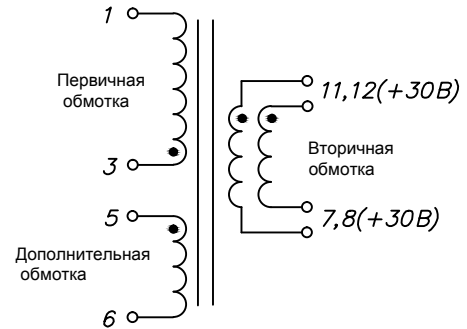 1
Первичная
обмотка
3
5
Дополнительная
обмотка
6
11,12(+30В)
Вторичная
обмотка
7,8(+30В)